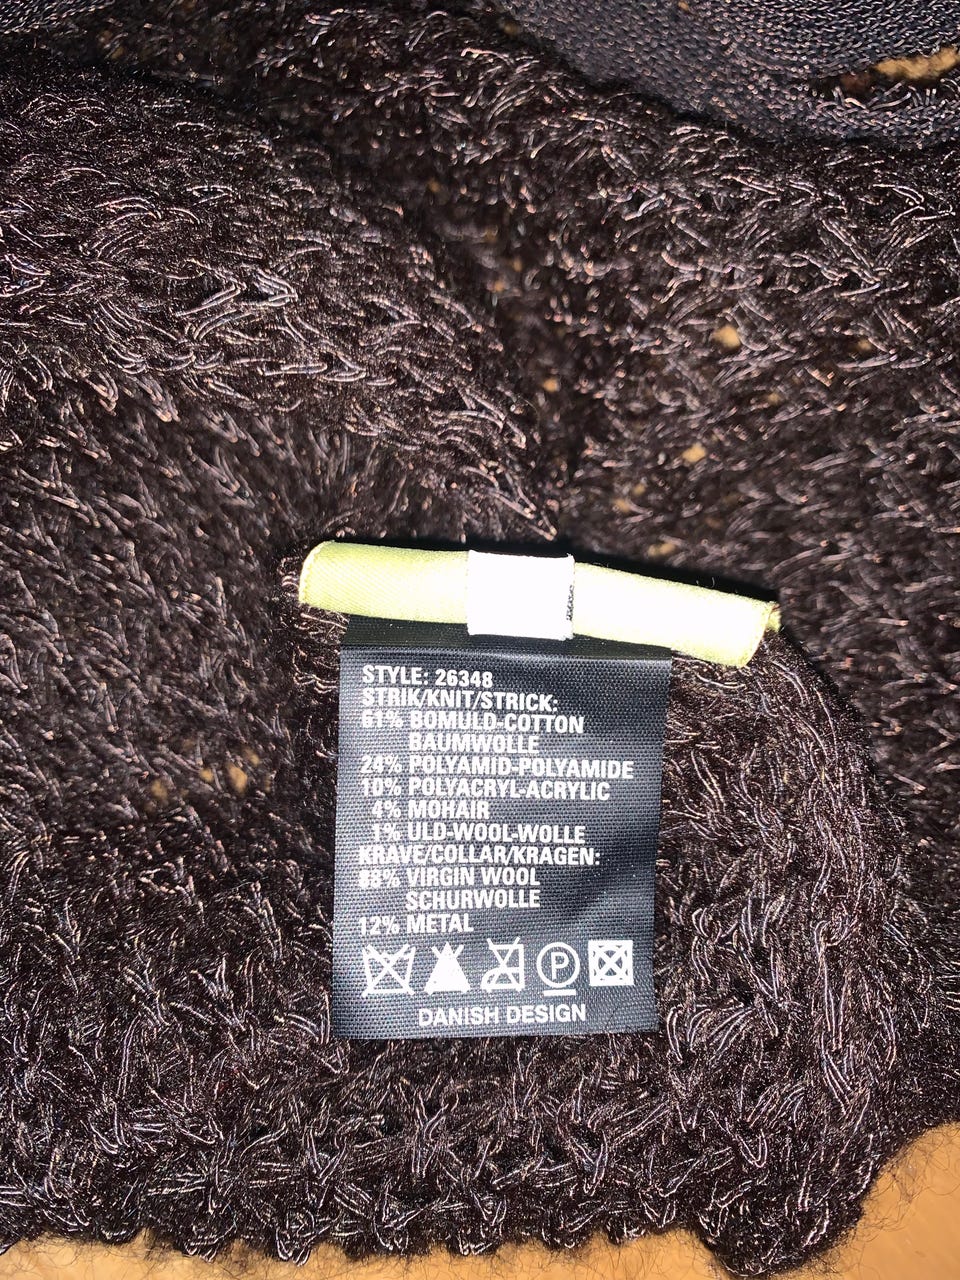 STYLE: 26348
STRIK/KNIT/STRICK:
61% BOMULD-COTTON
BAUMWOLLE
24% POLYAMID-POLYAMIDE
10% POLYACRYL-ACRYLIC
4% MOHAIR
1% ULD-WOOL-WOLLE
KRAVE/COLLAR/KRAGEN:
88% VIRGIN WOOL
SCHURWOLLE
12% METAL
P
DANISH DESIGN